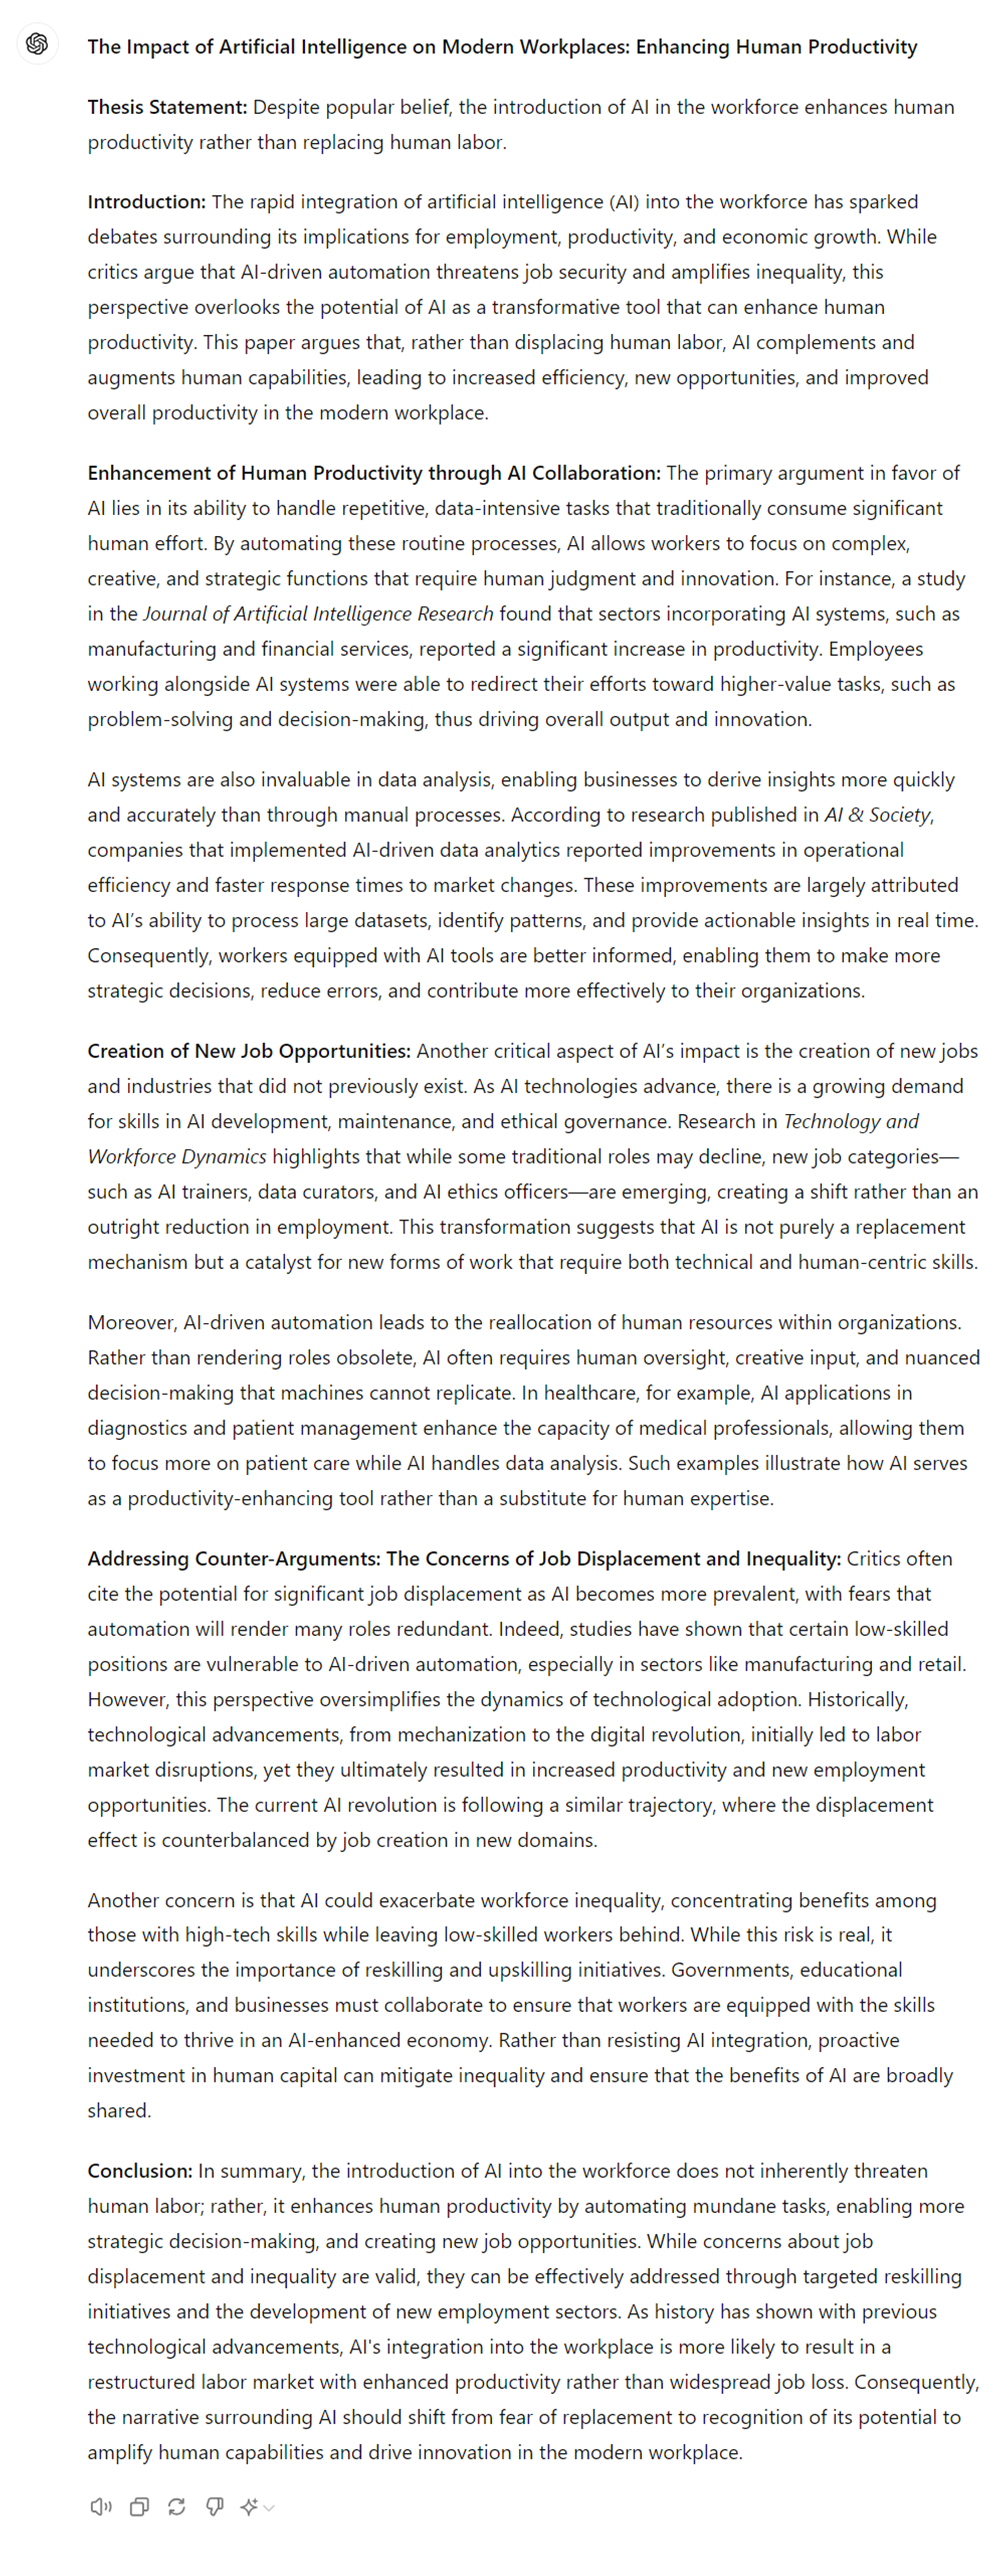 The Impact of Artificial Intelligence on Modern Workplaces: Enhancing Human Productivity
Thesis Statement: Despite popular belief, the introduction of AI in the workforce enhances human
productivity rather than replacing human labor.
Introduction: The rapid integration of artificial intelligence (AI) into the workforce has sparked
debates surrounding its implications for employment, productivity, and economic growth. While
critics argue that AI-driven automation threatens job security and amplifies inequality, this
perspective overlooks the potential of AI as a transformative tool that can enhance human
productivity. This paper argues that, rather than displacing human labor, AI complements and
augments human capabilities, leading to increased efficiency, new opportunities, and improved
overall productivity in the modern workplace.
Enhancement of Human Productivity through AI Collaboration: The primary argument in favor of
AI lies in its ability to handle repetitive, data-intensive tasks that traditionally consume significant
human effort. By automating these routine processes, AI allows workers to focus on complex,
creative, and strategic functions that require human judgment and innovation. For instance, a study
in the Journal of Artificial Intelligence Research found that sectors incorporating AI systems, such as
manufacturing and financial services, reported a significant increase in productivity. Employees
working alongside AI systems were able to redirect their efforts toward higher-value tasks, such as
problem-solving and decision-making, thus driving overall output and innovation.
AI systems are also invaluable in data analysis, enabling businesses to derive insights more quickly
and accurately than through manual processes. According to research published in AI & Society,
companies that implemented AI-driven data analytics reported improvements in operational
efficiency and faster response times to market changes. These improvements are largely attributed
to AI’s ability to process large datasets, identify patterns, and provide actionable insights in real time.
Consequently, workers equipped with AI tools are better informed, enabling them to make more
strategic decisions, reduce errors, and contribute more effectively to their organizations.
Creation of New Job Opportunities: Another critical aspect of AI’s impact is the creation of new jobs
and industries that did not previously exist. As AI technologies advance, there is a growing demand
for skills in AI development, maintenance, and ethical governance. Research in Technology and
Workforce Dynamics highlights that while some traditional roles may decline, new job categories—
such as AI trainers, data curators, and AI ethics officers—are emerging, creating a shift rather than an
outright reduction in employment. This transformation suggests that AI is not purely a replacement
mechanism but a catalyst for new forms of work that require both technical and human-centric skills.
Moreover, AI-driven automation leads to the reallocation of human resources within organizations.
Rather than rendering roles obsolete, AI often requires human oversight, creative input, and nuanced
decision-making that machines cannot replicate. In healthcare, for example, AI applications in
diagnostics and patient management enhance the capacity of medical professionals, allowing them
to focus more on patient care while AI handles data analysis. Such examples illustrate how AI serves
as a productivity-enhancing tool rather than a substitute for human expertise.
Addressing Counter-Arguments: The Concerns of Job Displacement and Inequality: Critics often
cite the potential for significant job displacement as AI becomes more prevalent, with fears that
automation will render many roles redundant. Indeed, studies have shown that certain low-skilled
positions are vulnerable to AI-driven automation, especially in sectors like manufacturing and retail.
However, this perspective oversimplifies the dynamics of technological adoption. Historically,
technological advancements, from mechanization to the digital revolution, initially led to labor
market disruptions, yet they ultimately resulted in increased productivity and new employment
opportunities. The current AI revolution is following a similar trajectory, where the displacement
effect is counterbalanced by job creation in new domains.
Another concern is that AI could exacerbate workforce inequality, concentrating benefits among
those with high-tech skills while leaving low-skilled workers behind. While this risk is real, it
underscores the importance of reskilling and upskilling initiatives. Governments, educational
institutions, and businesses must collaborate to ensure that workers are equipped with the skills
needed to thrive in an AI-enhanced economy. Rather than resisting AI integration, proactive
investment in human capital can mitigate inequality and ensure that the benefits of AI are broadly
shared.
Conclusion: In summary, the introduction of AI into the workforce does not inherently threaten
human labor; rather, it enhances human productivity by automating mundane tasks, enabling more
strategic decision-making, and creating new job opportunities. While concerns about job
displacement and inequality are valid, they can be effectively addressed through targeted reskilling
initiatives and the development of new employment sectors. As history has shown with previous
technological advancements, AI's integration into the workplace is more likely to result in a
restructured labor market with enhanced productivity rather than widespread job loss. Consequently,
the narrative surrounding AI should shift from fear of replacement to recognition of its potential to
amplify human capabilities and drive innovation in the modern workplace.